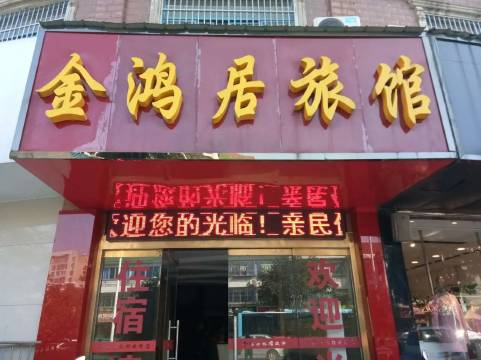 金鸿居旅馆
迎您的光临!亲民
住宿
欢迎